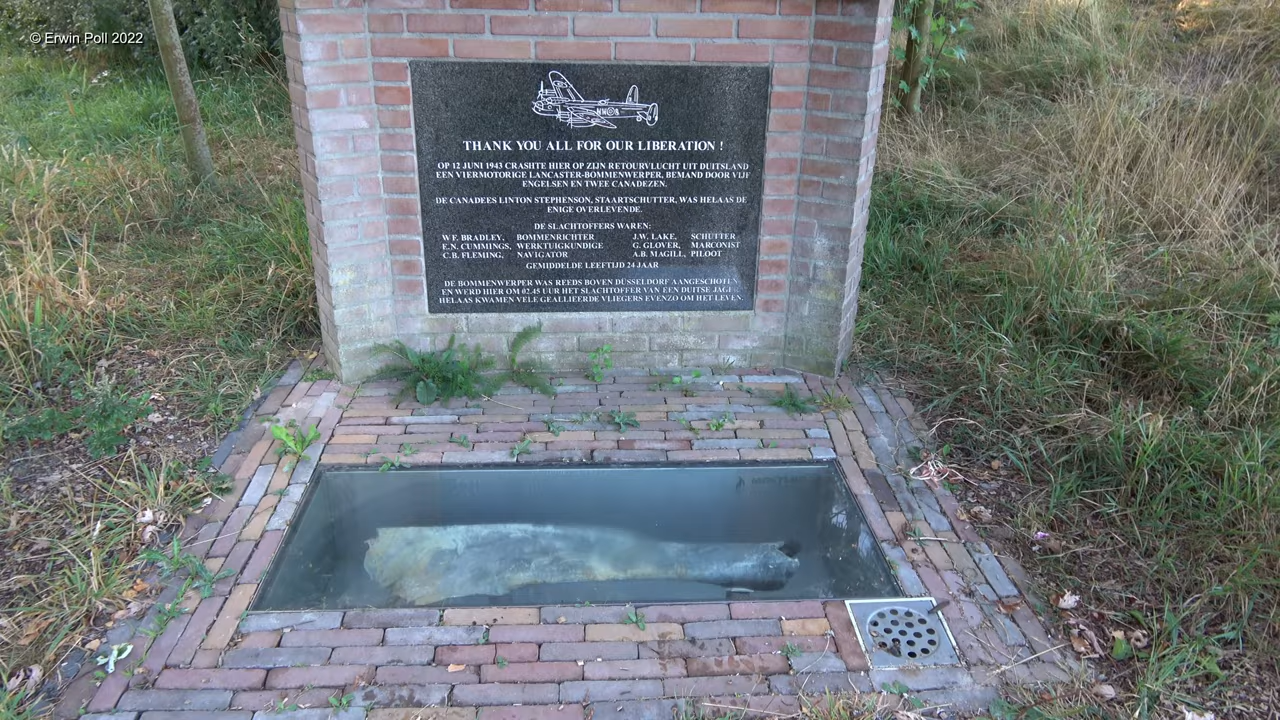 © Erwin Poll 2022
THANK YOU ALL FOR OUR LIBERATION !
OP 12 JUNI 1943 CRASHTE HIER OP ZIJN RETOURVLUCHT UIT DUITSLAND
EEN VIERMOTORIGE LANCASTER-BOMMENWERPER, BEMAND DOOR VIJF
ENGELSEN EN TWEE CANADEZEN.
DE CANADEES LINTON STEPHENSON, STAARTSCHUTTER, WAS HELAAS DE
ENIGE OVERLEVENDE.
DE SLACHTOFFERS WAREN:
W.F. BRADLEY, BOMMENRICHTER J.W. LAKE, SCHUTTER
E.N. CUMMINGS, WERKTUIGKUNDIGE G. GLOVER, MARCONIST
C.B. FLEMING, NAVIGATOR A.B. MAGILL, PILOOT
GEMIDDELDE LEEFTIJD 24 JAAR
DE BOMMENWERPER WAS REEDS BOVEN DÜSSELDORF AANGESCHOTEN
EN WERD HIER OM 02.45 UUR HET SLACHTOFFER VAN EEN DUITSE
HELAAS KWAMEN VELE GEALLIEERDE VLIEGERS EVENZO OM HET LEVEN.